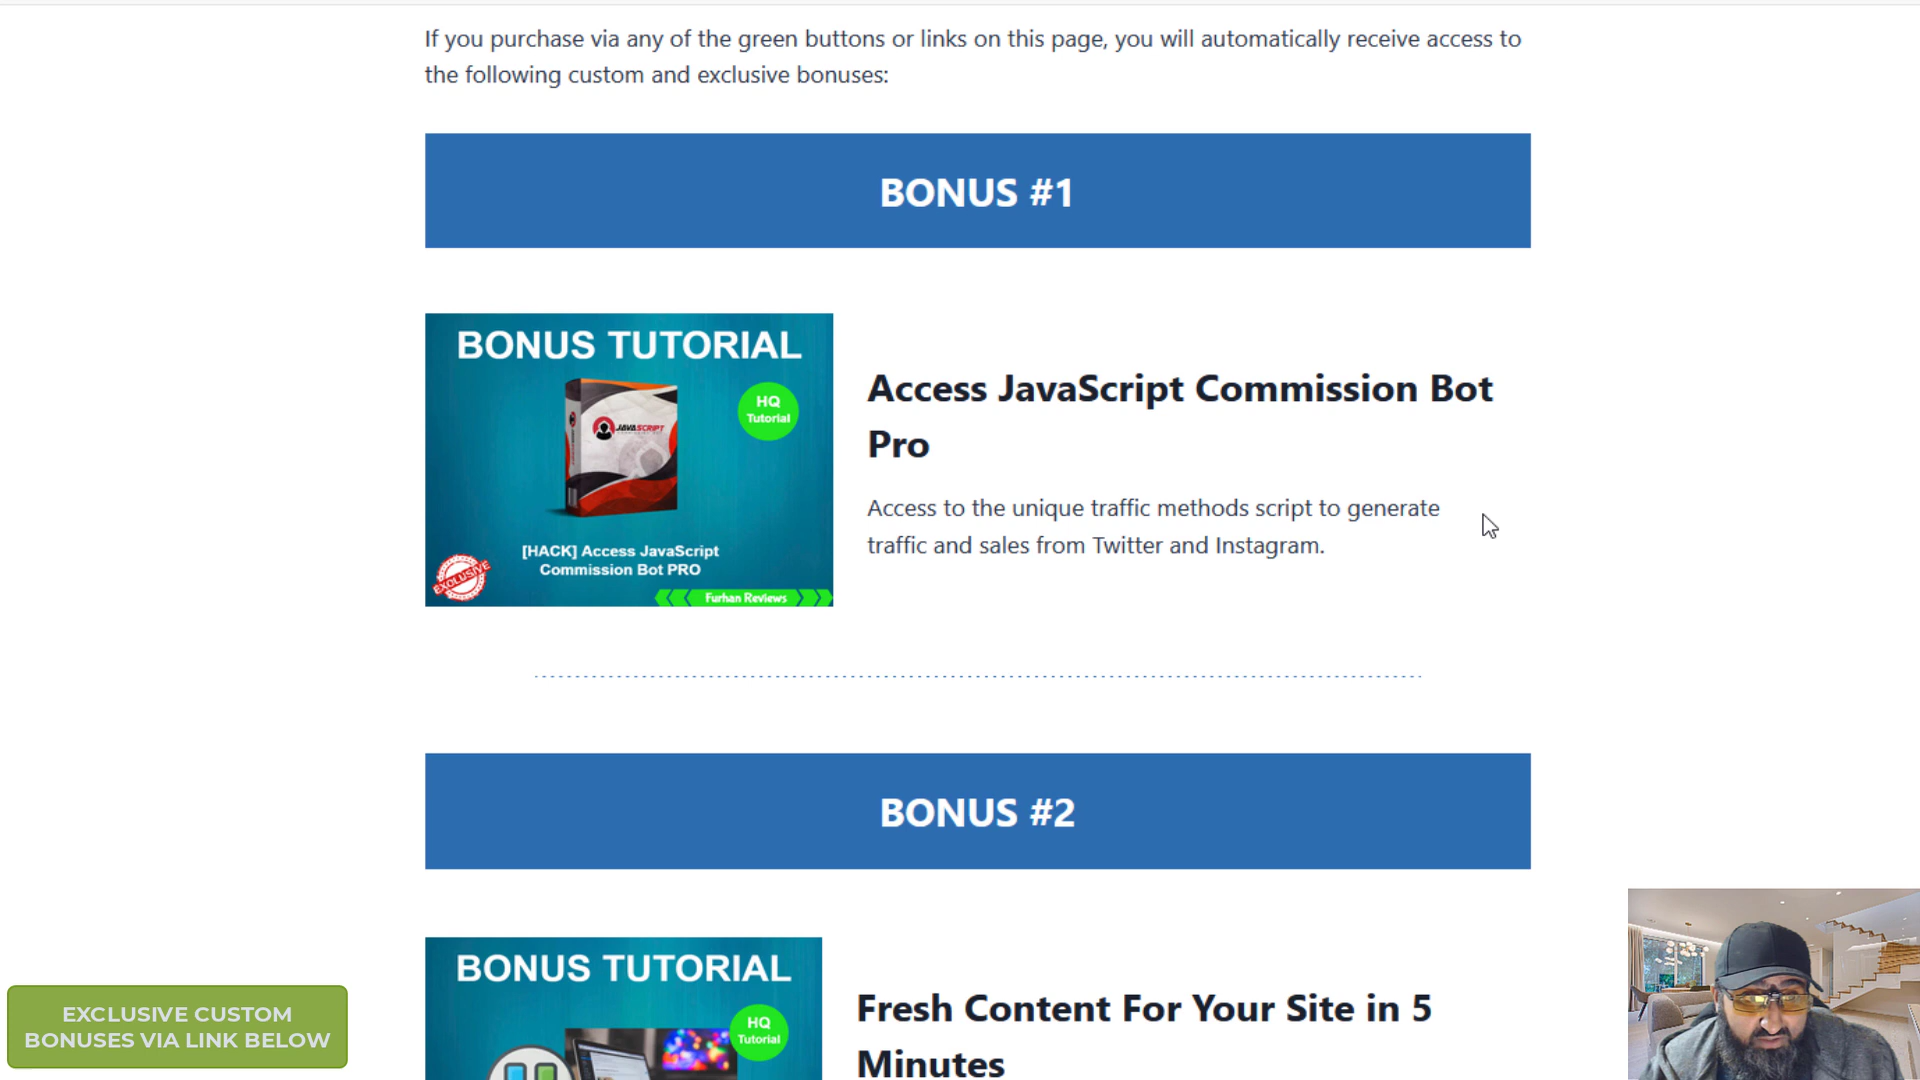 If you purchase via any of the green buttons or links on this page, you will automatically receive access to
the following custom and exclusive bonuses:
BONUS #1
BONUS TUTORIAL
HQ
Tutorial
JAVASCRIPT
[HACK] Access JavaScript
Commission Bot PRO
EXCLUSIVE
Furhan Reviews
Access JavaScript Commission Bot
Pro
Access to the unique traffic methods script to generate
traffic and sales from Twitter and Instagram.
BONUS #2
BONUS TUTORIAL
HQ
Tutorial
Fresh Content For Your Site in 5
Minutes
EXCLUSIVE CUSTOM
BONUSES VIA LINK BELOW